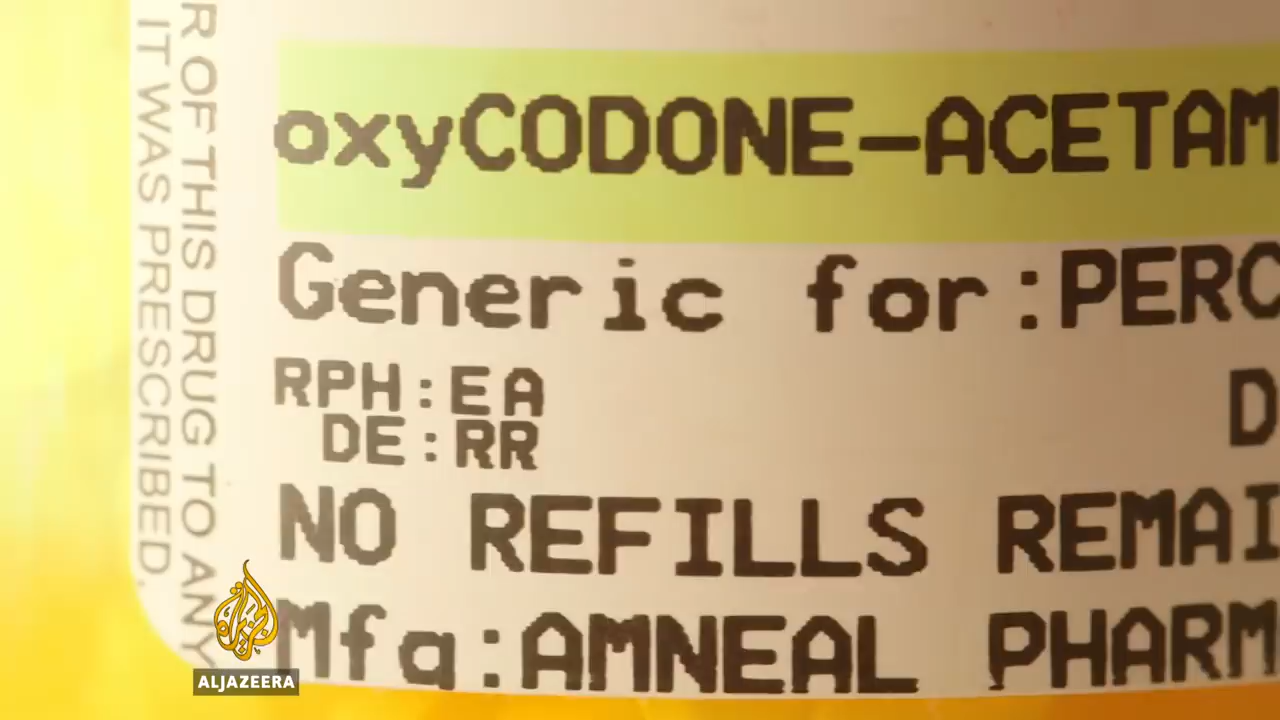 R OF THIS DRUG TO ANY
IT WAS PRESCRIBED.
oxyCODONE-ACETAM
Generic for:PERC
RPH:EA
D
DE:RR
NO REFILLS REMAI
Mfg:AMNEAL PHARM
ALJAZEERA